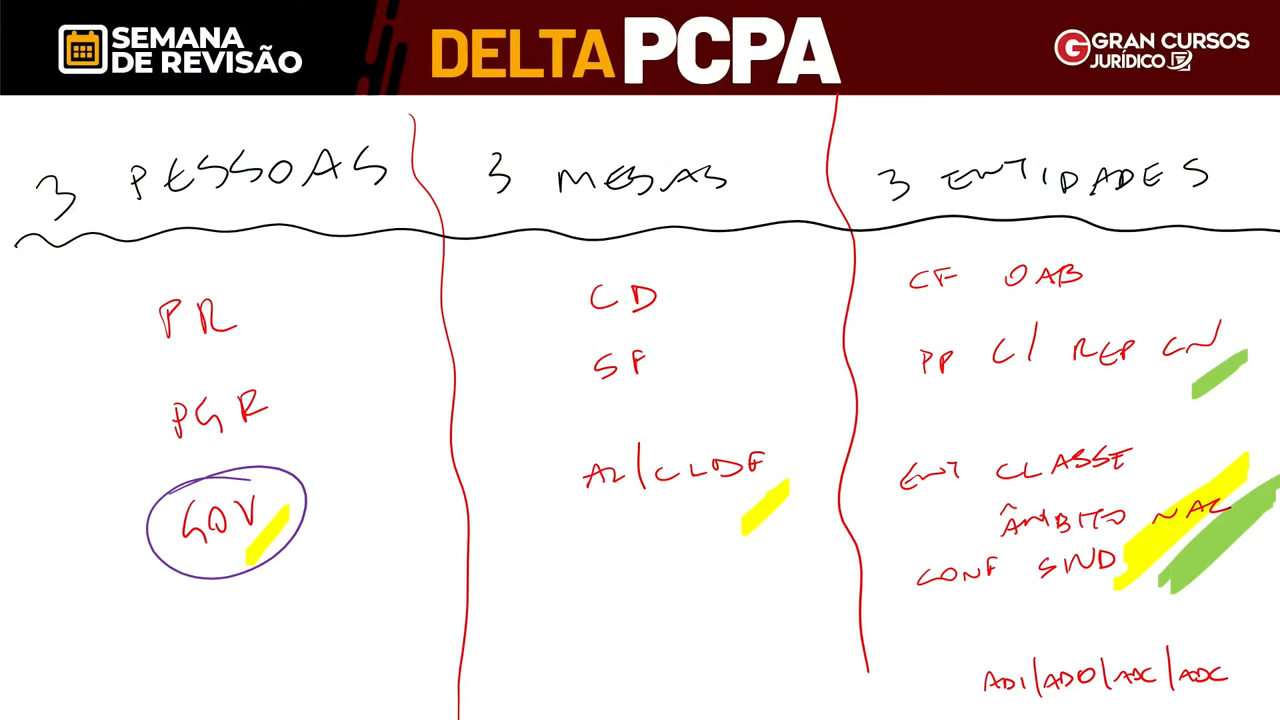 SEMANA
DE REVISÃO
DELTA PCPA
GRAN CURSOS
JURÍDICO
3 PESSOAS
3 MESAS
3 ENTIDADES
PR
PGR
GOV
CD
SF
AL/CLDF
CF OAB
PP C/ REP CN
ENT CLASSE
ÂMBITO NAC
CONF SIND
ADI/ADO/ADC/ADC